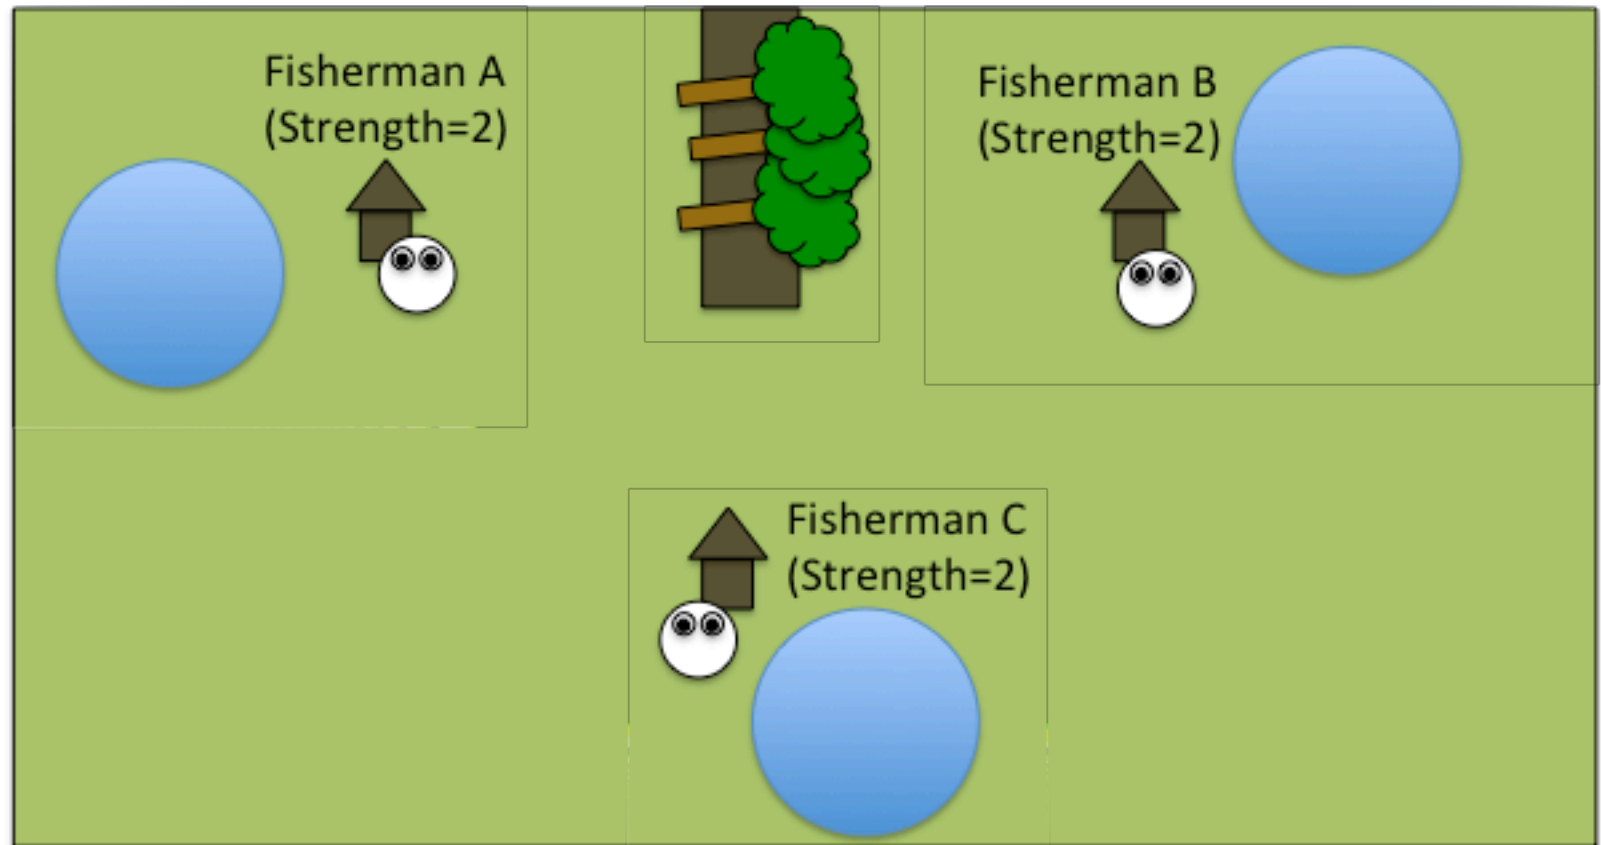 Fisherman A
(Strength=2)
Fisherman B
(Strength=2)
Fisherman C
(Strength=2)